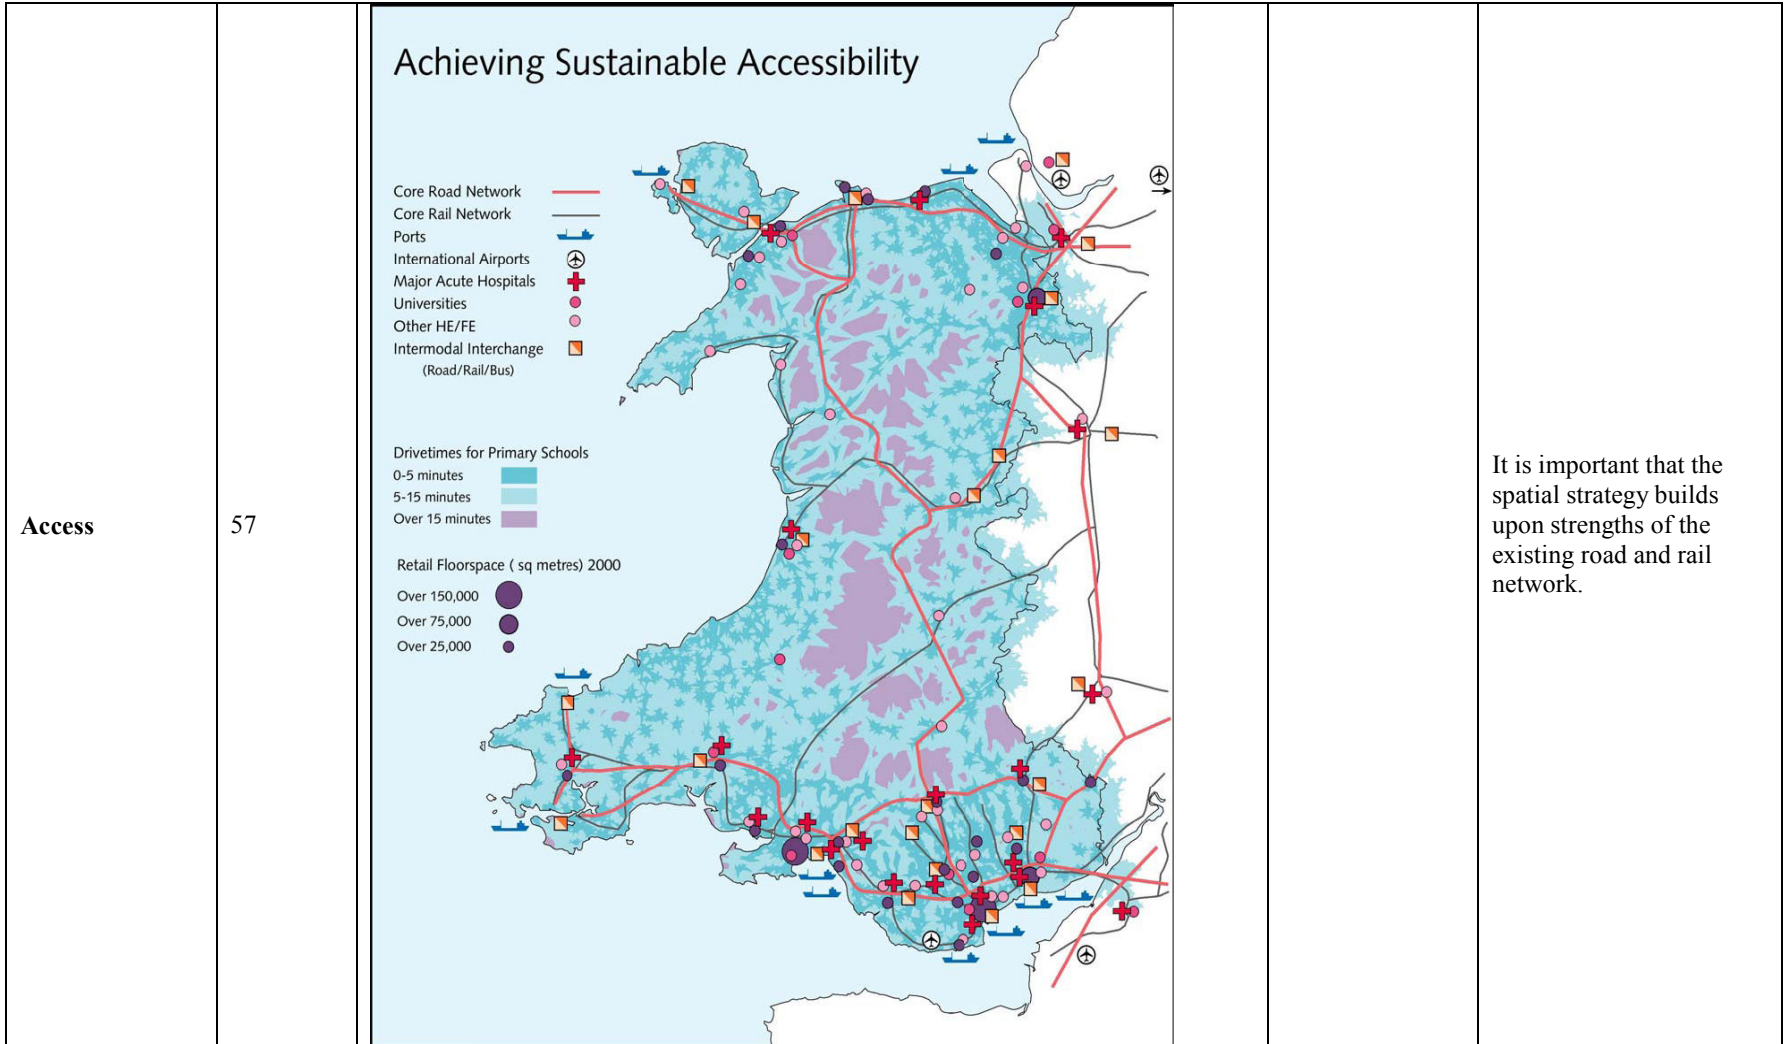 Access
57
Achieving Sustainable Accessibility
Core Road Network
Core Rail Network
Ports
International Airports
Major Acute Hospitals
Universities
Other HE/FE
Intermodal Interchange
(Road/Rail/Bus)
Drivetimes for Primary Schools
0-5 minutes
5-15 minutes
Over 15 minutes
Retail Floorspace ( sq metres) 2000
Over 150,000
Over 75,000
Over 25,000
It is important that the
spatial strategy builds
upon strengths of the
existing road and rail
network.